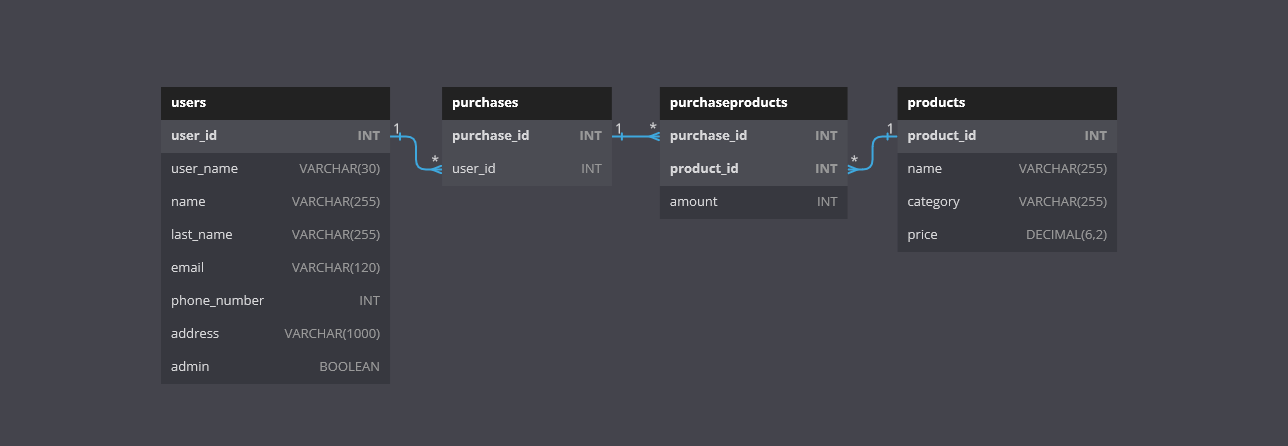 users
user_id INT
user_name VARCHAR(30)
name VARCHAR(255)
last_name VARCHAR(255)
email VARCHAR(120)
phone_number INT
address VARCHAR(1000)
admin BOOLEAN
1
*
purchases
purchase_id INT
user_id INT
1
*
purchaseproducts
purchase_id INT
product_id INT
amount INT
*
1
products
product_id INT
name VARCHAR(255)
category VARCHAR(255)
price DECIMAL(6,2)